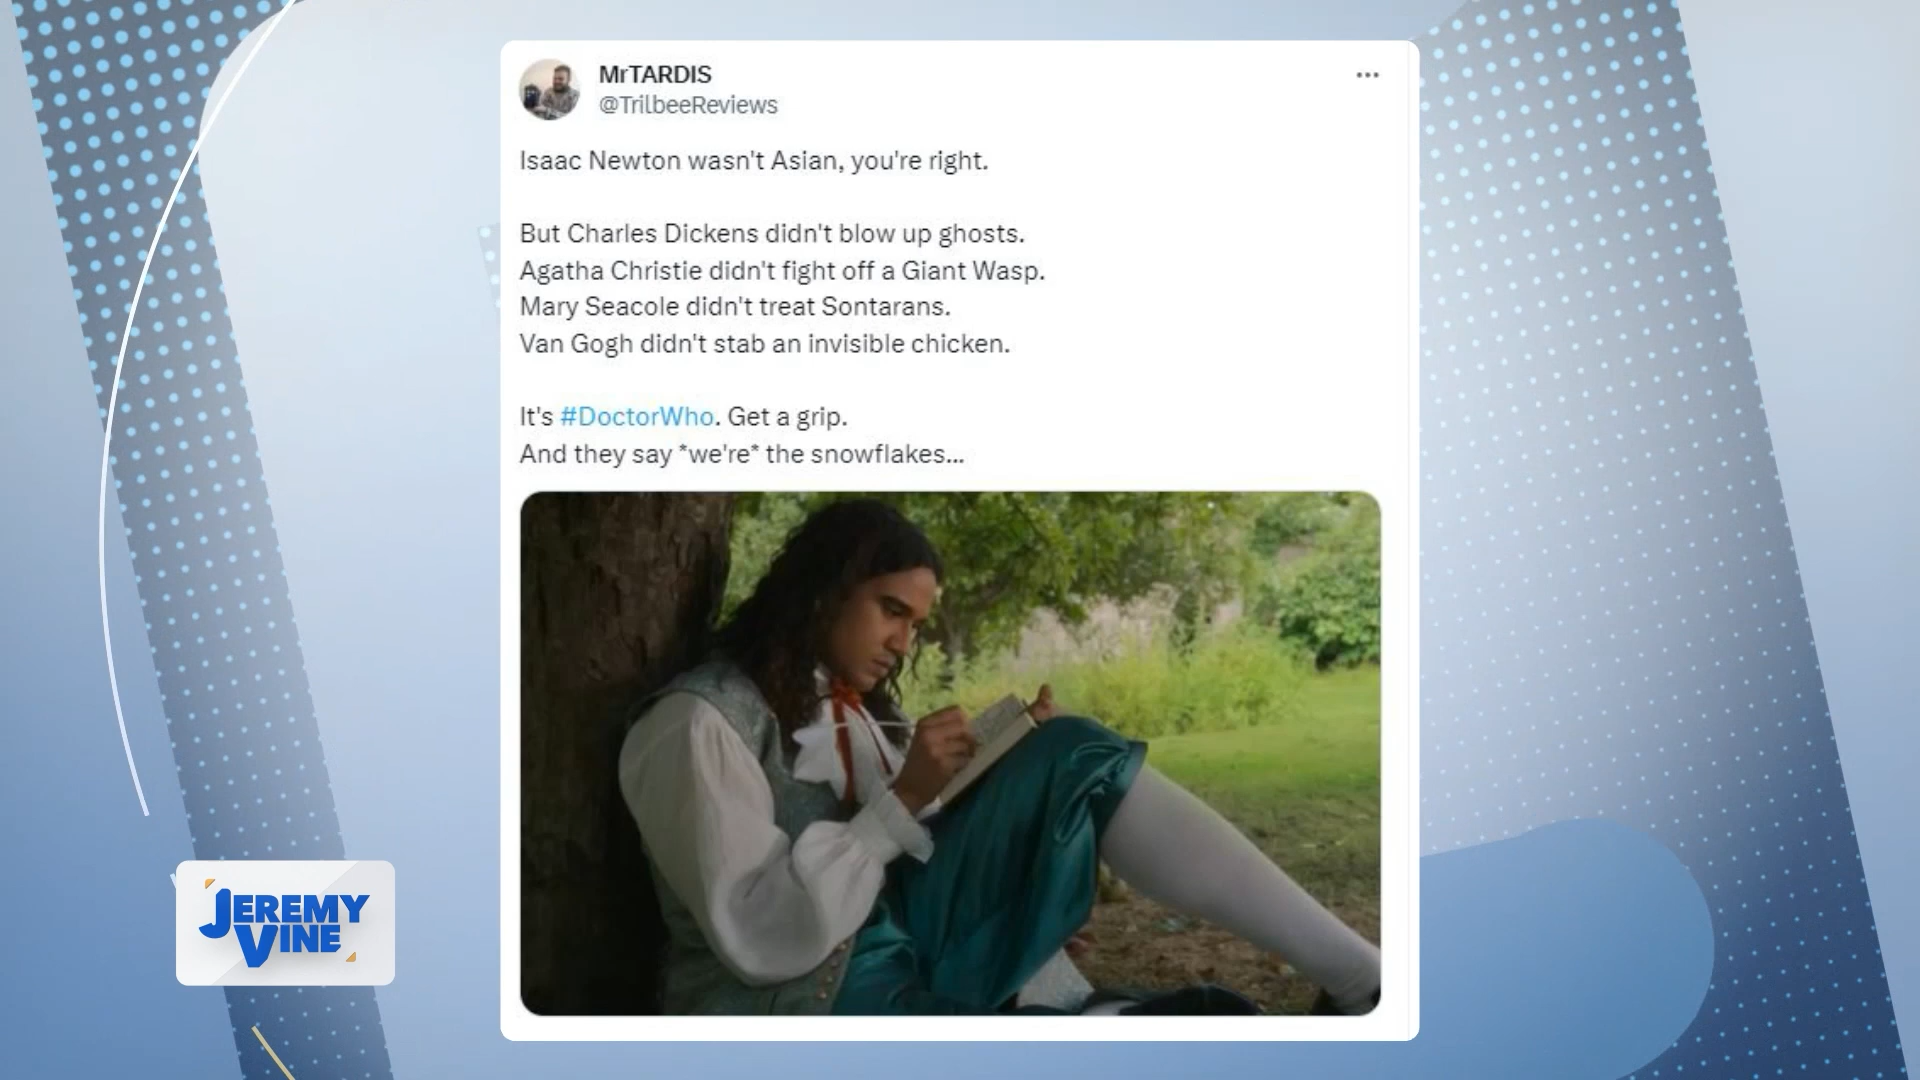 MrTARDIS
@TrilbeeReviews
Isaac Newton wasn't Asian, you're right.
But Charles Dickens didn't blow up ghosts.
Agatha Christie didn't fight off a Giant Wasp.
Mary Seacole didn't treat Sontarans.
Van Gogh didn't stab an invisible chicken.
It's #DoctorWho. Get a grip.
And they say *we're* the snowflakes...
JEREMY
VINE